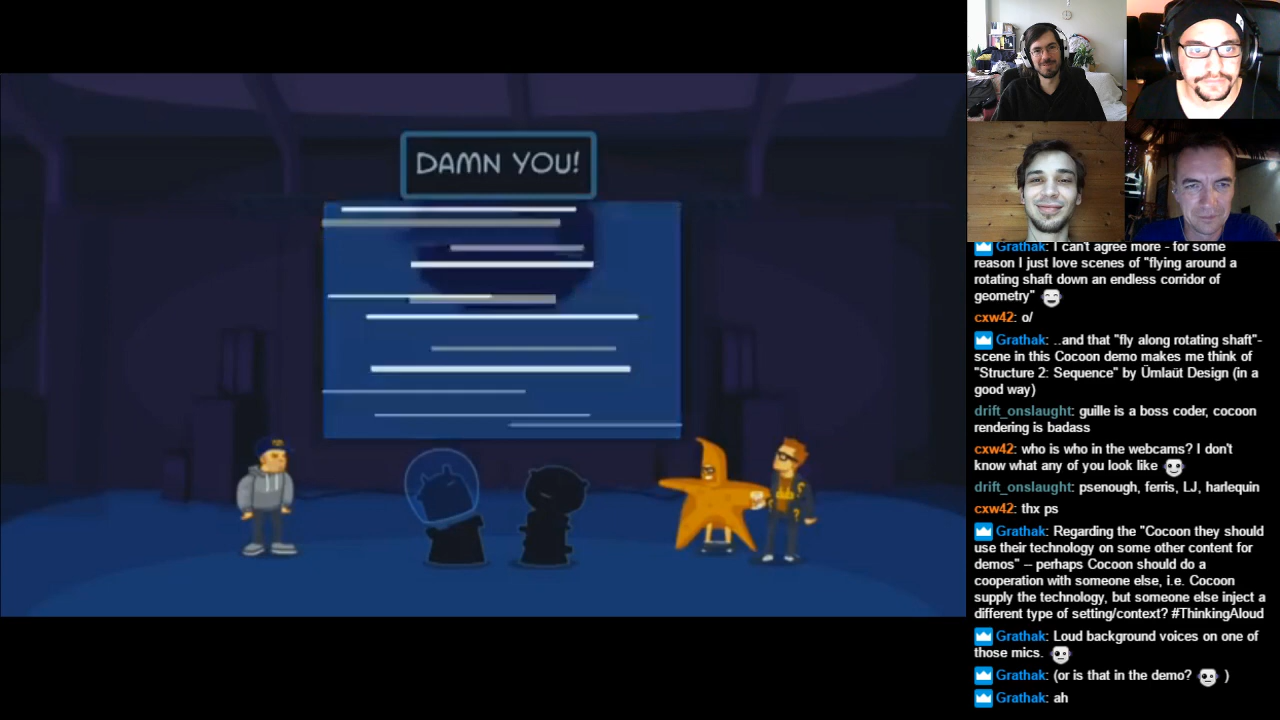 DAMN YOU!
Grathak: I can't agree more - for some
reason I just love scenes of "flying around a
rotating shaft down an endless corridor of
geometry"
cxw42: o/
Grathak: ..and that "fly along rotating shaft"-
scene in this Cocoon demo makes me think of
"Structure 2: Sequence" by Ümlaüt Design (in a
good way)
drift_onslaught: guille is a boss coder, cocoon
rendering is badass
cxw42: who is who in the webcams? I don't
know what any of you look like
drift_onslaught: psenough, ferris, LJ, harlequin
cxw42: thx ps
Grathak: Regarding the "Cocoon they should
use their technology on some other content for
demos" -- perhaps Cocoon should do a
cooperation with someone else, i.e. Cocoon
supply the technology, but someone else inject a
different type of setting/context? #ThinkingAloud
Grathak: Loud background voices on one of
those mics.
Grathak: (or is that in the demo? )
Grathak: ah